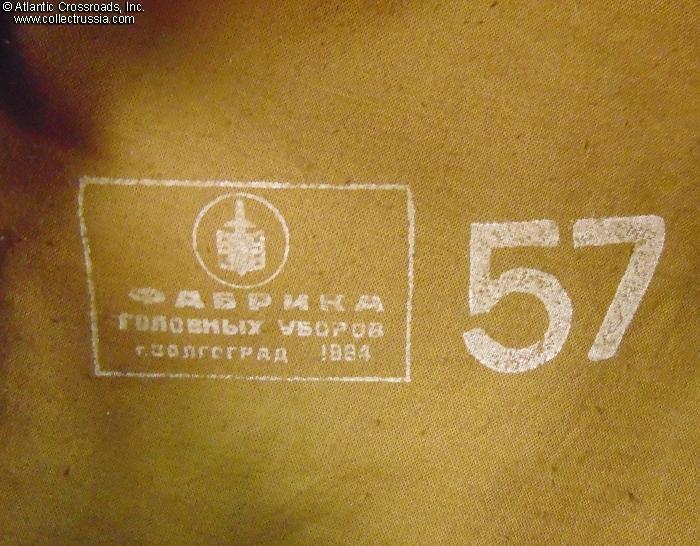 © Atlantic Crossroads, Inc.
www.collectrussia.com
ФАБРИКА
ГОЛОВНЫХ УБОРОВ
г. ВОЛГОГРАД 1984
57